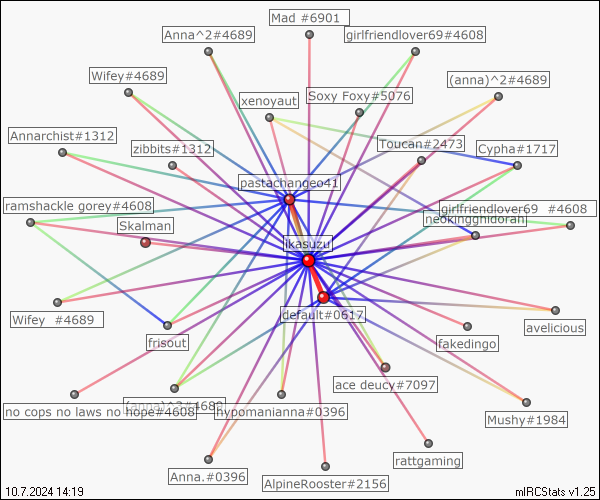 Mad #6901
Anna^2#4689
girlfriendlover69#4608
Wifey#4689
(anna)^2#4689
xenoyaut
Soxy Foxy#5076
Annarchist#1312
zibbits#1312
Toucan#2473
Cypha#1717
pastachangeo41
ramshackle gorey#4608
girlfriendlover69 #4608
neokingghidoran
Skalman
ikasuzu
Wifey #4689
default#0617
avelicious
frisout
fakedingo
ace deucy#7097
no cops no laws no hope#4608
(anna)^2#4689
hypomanianna#0396
Mushy#1984
Anna.#0396
rattgaming
AlpineRooster#2156
10.7.2024 14:19
mIRCStats v1.25